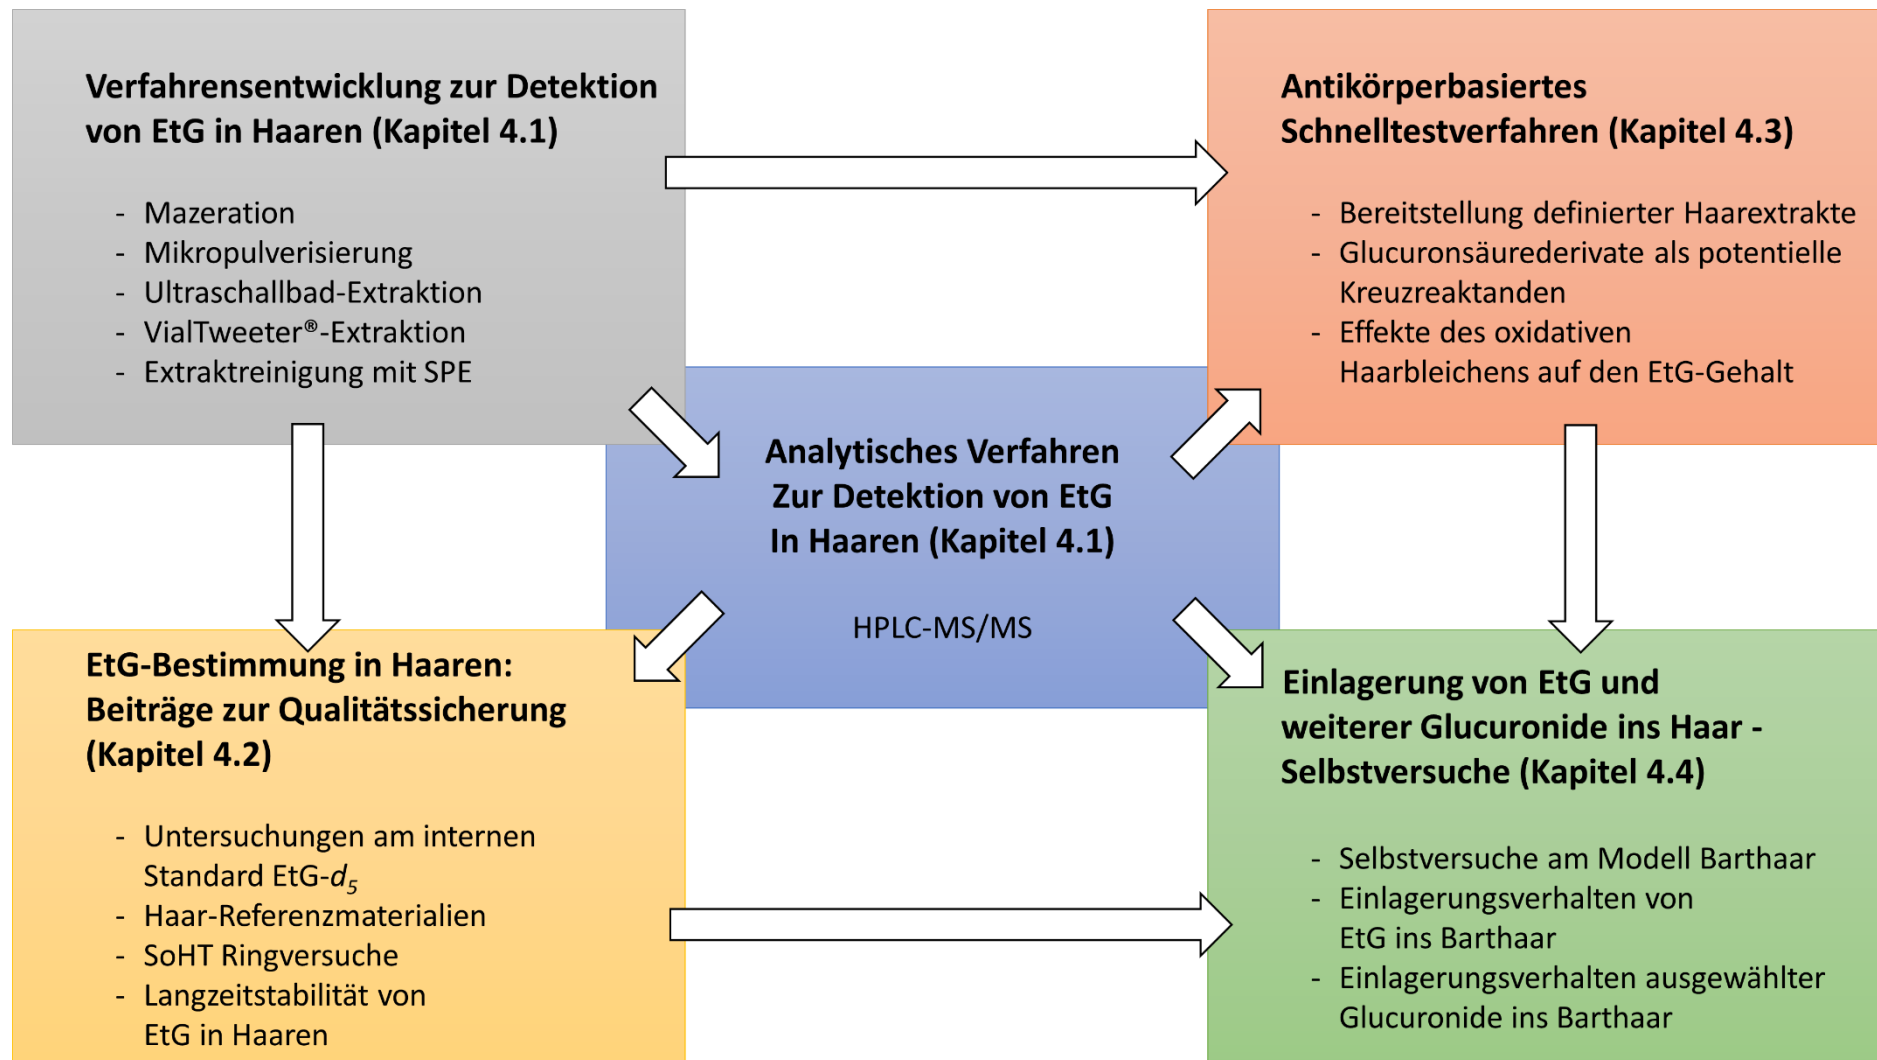 Verfahrensentwicklung zur Detektion
von EtG in Haaren (Kapitel 4.1)
- Mazeration
- Mikropulverisierung
- Ultraschallbad-Extraktion
- VialTweeter®-Extraktion
- Extraktreinigung mit SPE
Antikörperbasiertes
Schnelltestverfahren (Kapitel 4.3)
- Bereitstellung definierter Haarextrakte
- Glucuronsäurederivate als potentielle
Kreuzreaktanden
- Effekte des oxidativen
Haarbleichens auf den EtG-Gehalt
Analytisches Verfahren
Zur Detektion von EtG
In Haaren (Kapitel 4.1)
HPLC-MS/MS
EtG-Bestimmung in Haaren:
Beiträge zur Qualitätssicherung
(Kapitel 4.2)
- Untersuchungen am internen
Standard EtG-d5
- Haar-Referenzmaterialien
- SoHT Ringversuche
- Langzeitstabilität von
EtG in Haaren
Einlagerung von EtG und
weiterer Glucuronide ins Haar -
Selbstversuche (Kapitel 4.4)
- Selbstversuche am Modell Barthaar
- Einlagerungsverhalten von
EtG ins Barthaar
- Einlagerungsverhalten ausgewählter
Glucuronide ins Barthaar